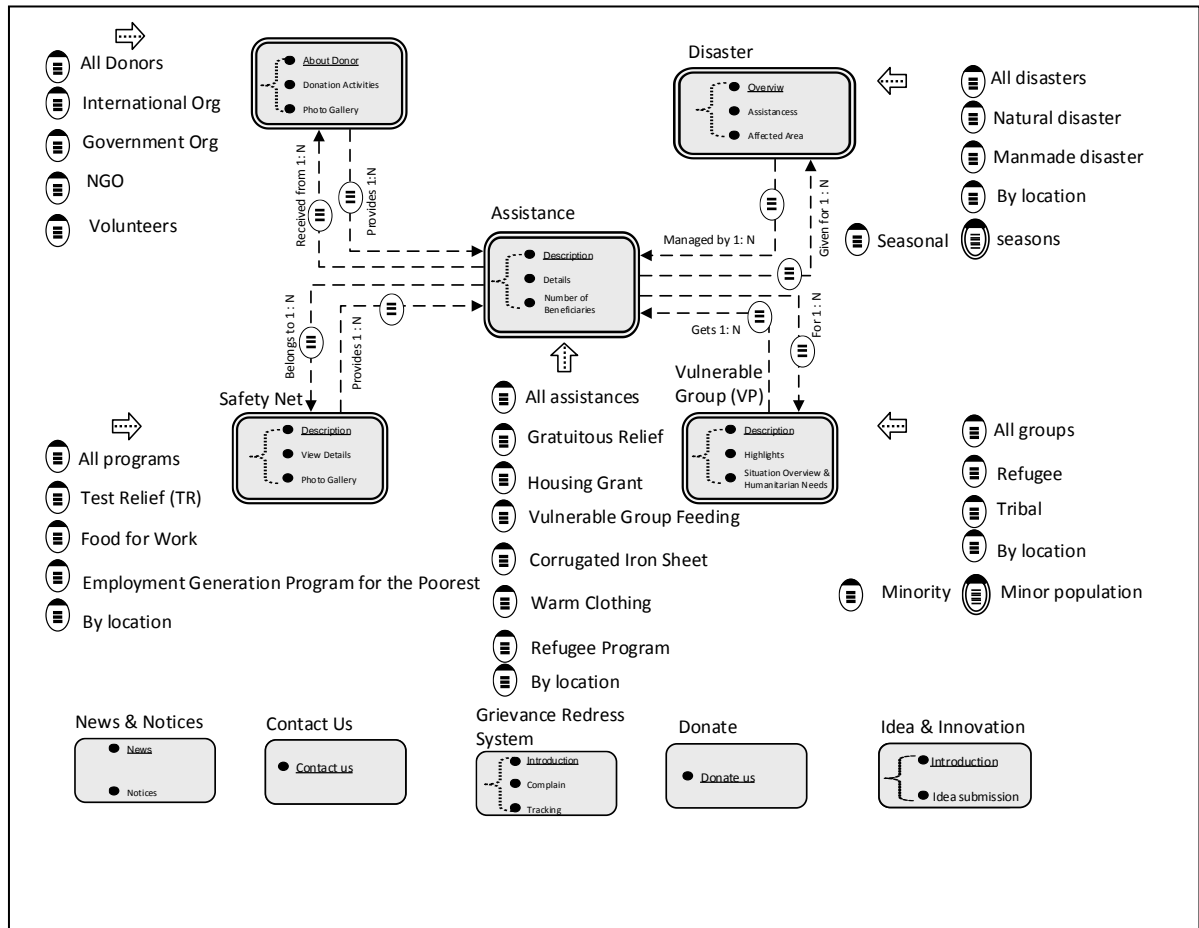 All Donors
International Org
Government Org
NGO
Volunteers
About Donor
Donation Activities
Photo Gallery
Disaster
Overviw
Assistancess
Affected Area
All disasters
Natural disaster
Manmade disaster
By location
Seasonal
seasons
Received from 1: N
Provides 1:N
Assistance
Description
Details
Number of
Beneficiaries
Managed by 1: N
Given for 1 : N
Belongs to 1 : N
Provides 1 : N
Gets 1: N
For 1 : N
Safety Net
Description
View Details
Photo Gallery
Vulnerable
Group (VP)
Description
Highlights
Situation Overview &
Humanitarian Needs
All programs
Test Relief (TR)
Food for Work
Employment Generation Program for the Poorest
By location
All assistances
Gratuitous Relief
Housing Grant
Vulnerable Group Feeding
Corrugated Iron Sheet
Warm Clothing
Refugee Program
By location
All groups
Refugee
Tribal
By location
Minority
Minor population
News & Notices
News
Notices
Contact Us
Contact us
Grievance Redress
System
Introduction
Complain
Tracking
Donate
Donate us
Idea & Innovation
Introduction
Idea submission